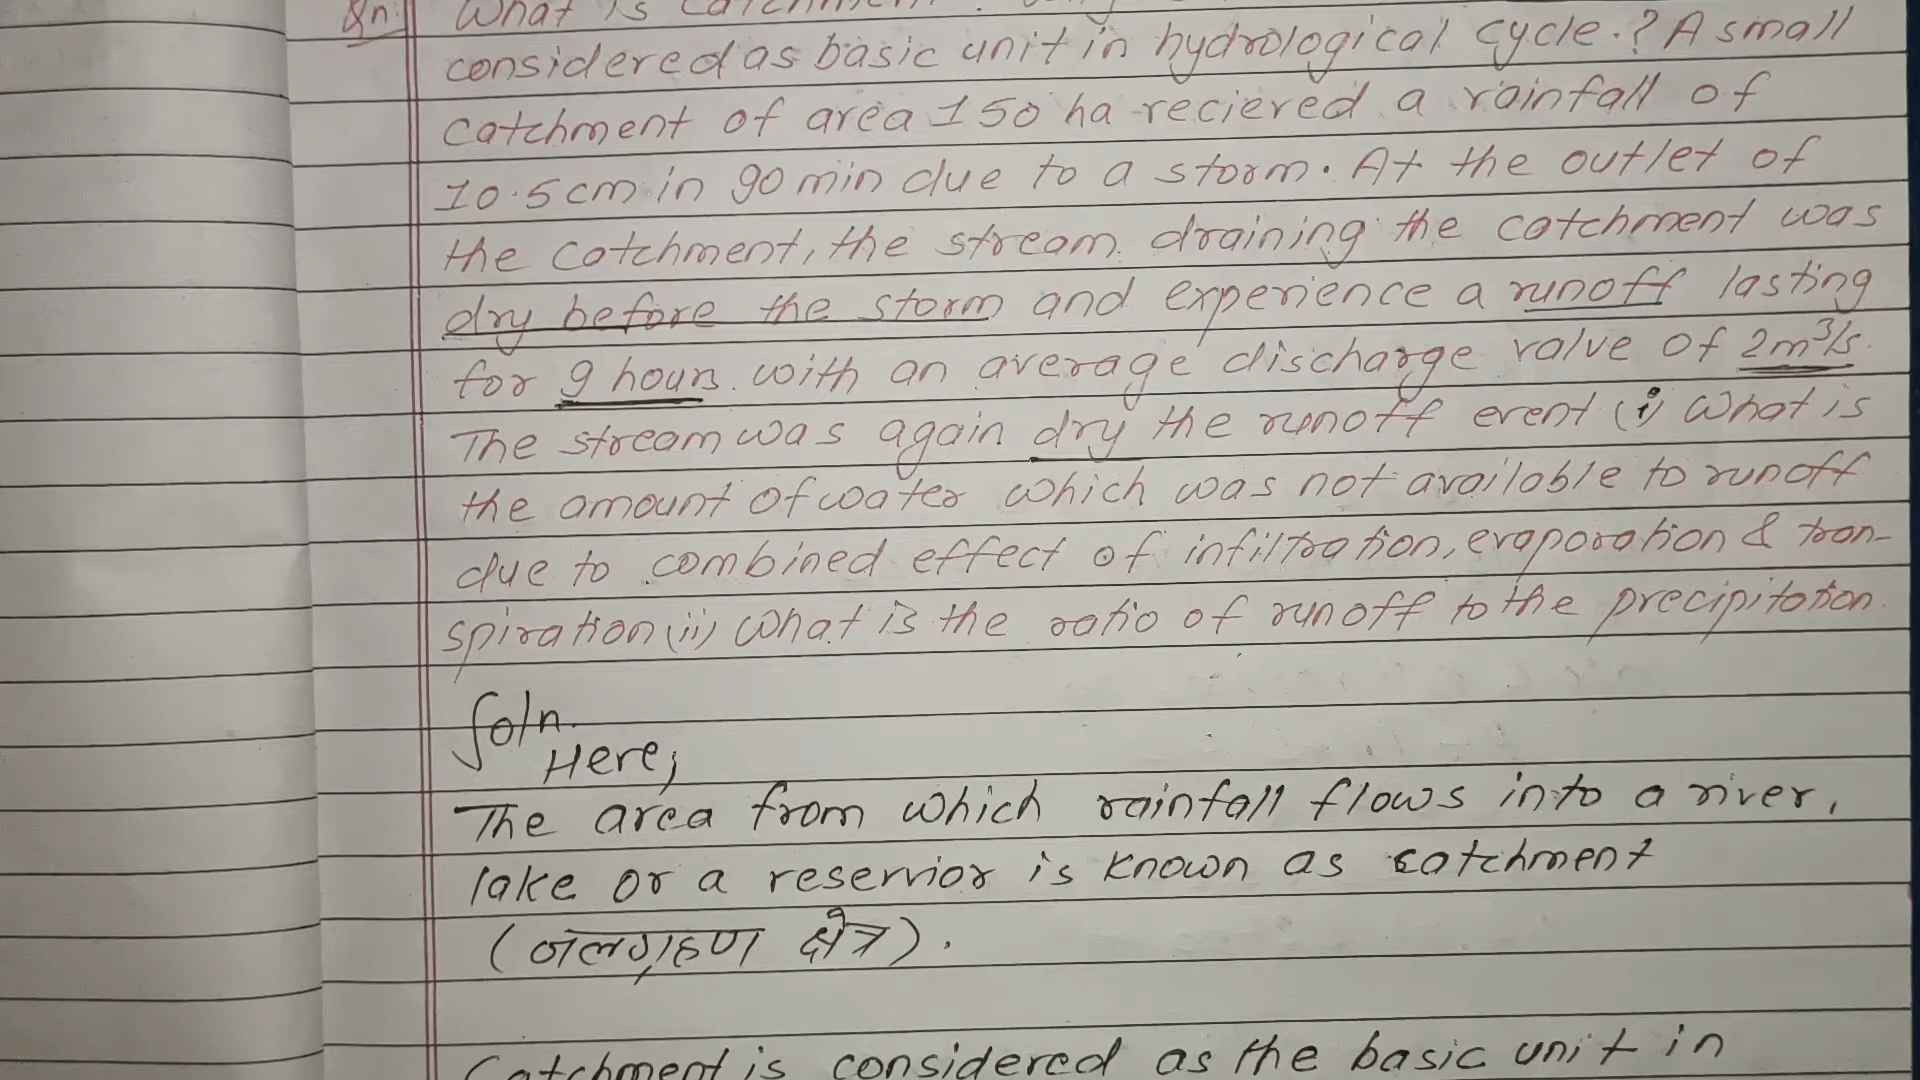 Qn: What is catchment?
considered as basic unit in hydrological cycle.? A small
catchment of area 150 ha reciered a rainfall of
10.5cm in 90 min due to a storm. At the outlet of
the catchment, the stream draining the catchment was
dry before the storm and experience a runoff lasting
for 9 hours with an average discharge value of 2m³/s.
The stream was again dry the runoff event (i) What is
the amount of water which was not available to runoff
due to combined effect of infiltration, evaporation & tran-
spiration (ii) What is the ratio of runoff to the precipitation
Soln.
Here;
The area from which rainfall flows into a river,
lake or a reservior is known as catchment
(जलग्रहण क्षेत्र).
Catchment is considered as the basic unit in